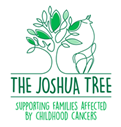 THE JOSHUA TREE
SUPPORTING FAMILIES AFFECTED
BY CHILDHOOD CANCERS